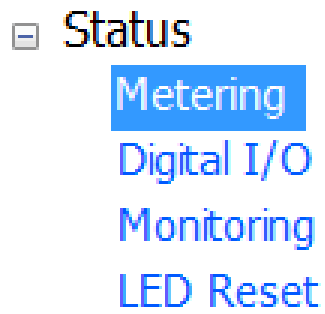 Status
Metering
Digital I/O
Monitoring
LED Reset